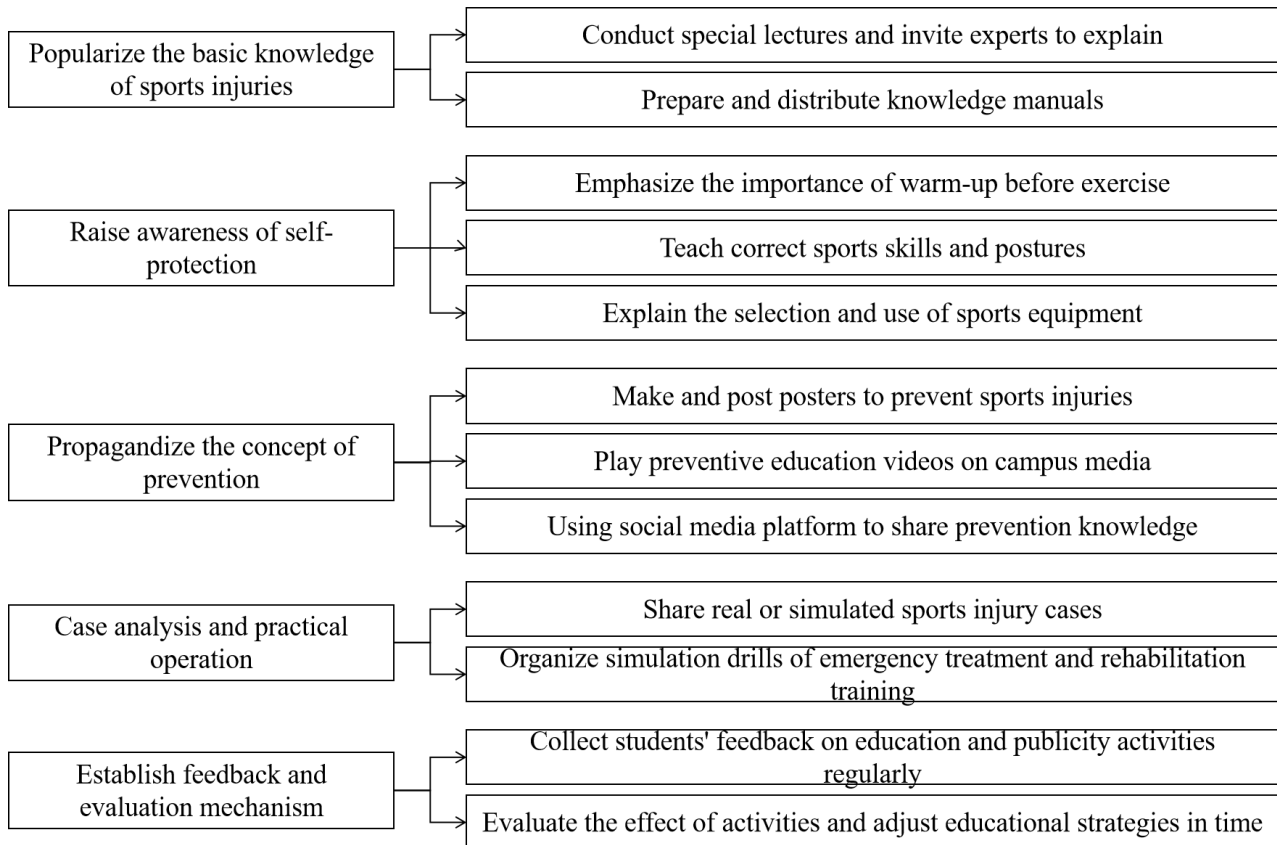 Popularize the basic knowledge
of sports injuries
Conduct special lectures and invite experts to explain
Prepare and distribute knowledge manuals
Raise awareness of self-
protection
Emphasize the importance of warm-up before exercise
Teach correct sports skills and postures
Explain the selection and use of sports equipment
Propagandize the concept of
prevention
Make and post posters to prevent sports injuries
Play preventive education videos on campus media
Using social media platform to share prevention knowledge
Case analysis and practical
operation
Share real or simulated sports injury cases
Organize simulation drills of emergency treatment and rehabilitation
training
Establish feedback and
evaluation mechanism
Collect students' feedback on education and publicity activities
regularly
Evaluate the effect of activities and adjust educational strategies in time